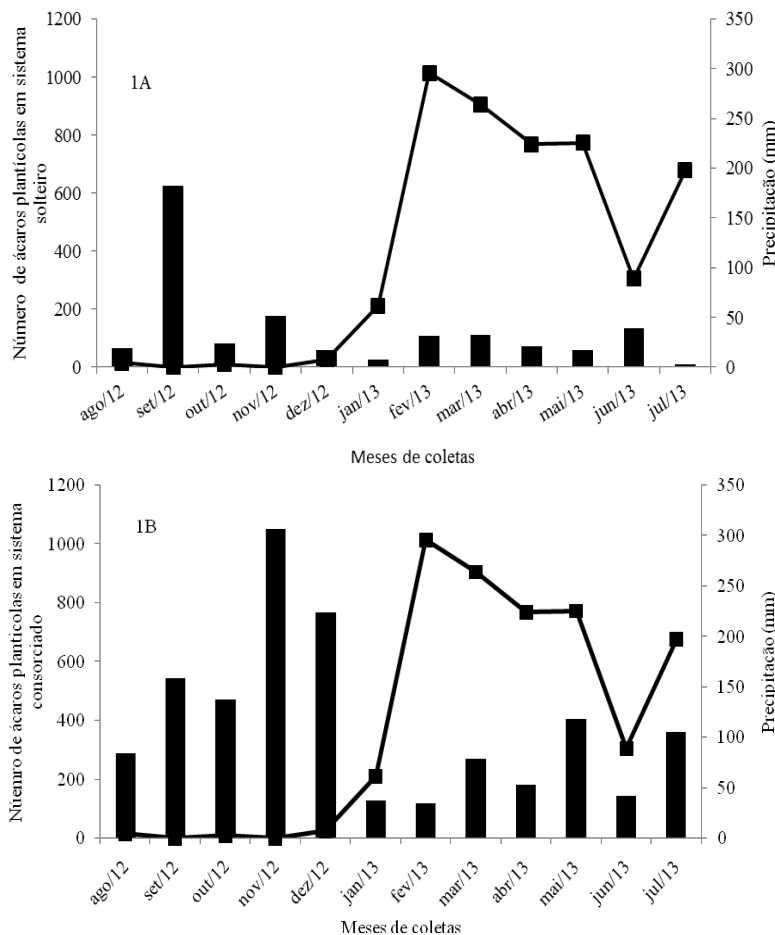 1200
1000
800
600
400
200
0
350
300
250
200
150
100
50
0
1A
Número de ácaros plantícolas em sistema
solteiro
Precipitação (mm)
ago/12
set/12
out/12
nov/12
dez/12
jan/13
fev/13
mar/13
abr/13
mai/13
jun/13
jul/13
Meses de coletas
1200
1000
800
600
400
200
0
350
300
250
200
150
100
50
0
1B
Núemro de ácaros plantícolas em sistema
consorciado
Precipitação (mm)
ago/12
set/12
out/12
nov/12
dez/12
jan/13
fev/13
mar/13
abr/13
mai/13
jun/13
jul/13
Meses de coletas